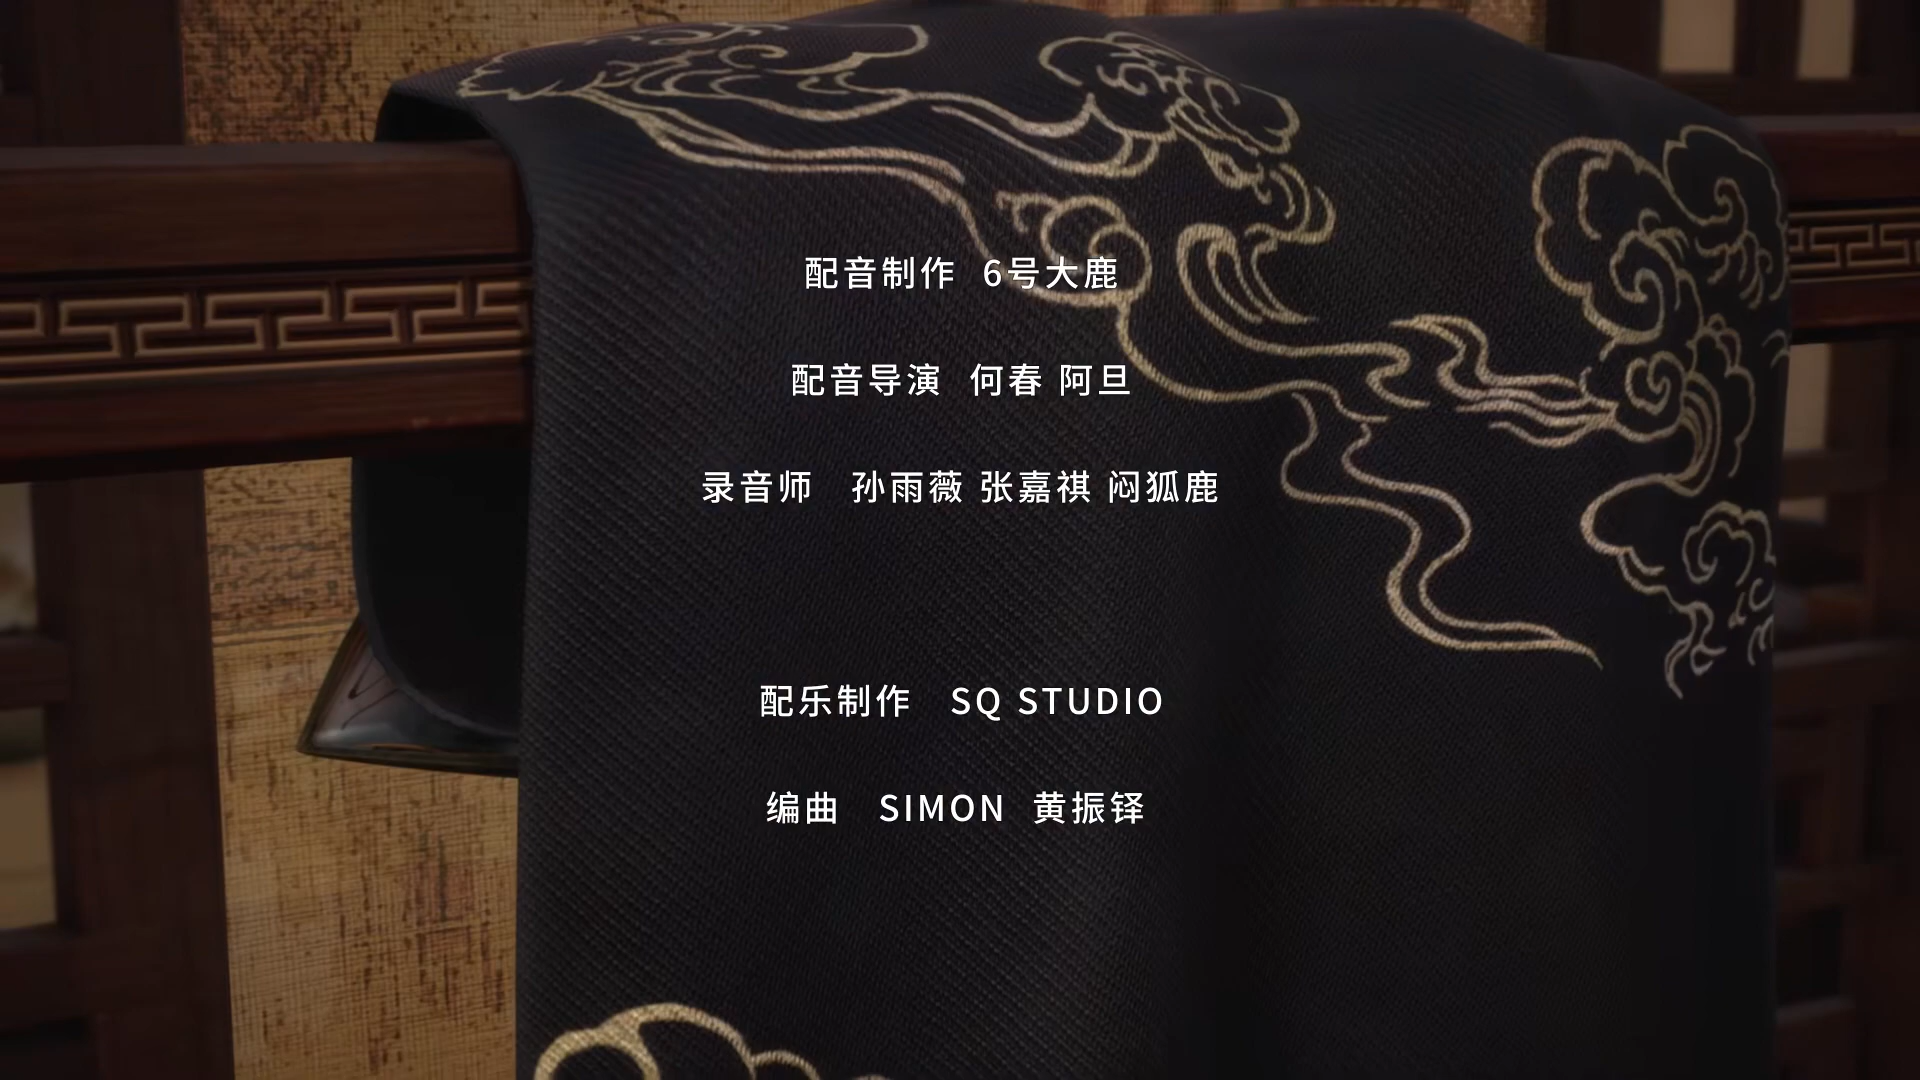 配音制作 6号大鹿
配音导演 何春 阿旦
录音师 孙雨薇 张嘉祺 闷狐鹿
配乐制作 SQ STUDIO
编曲 SIMON 黄振铎